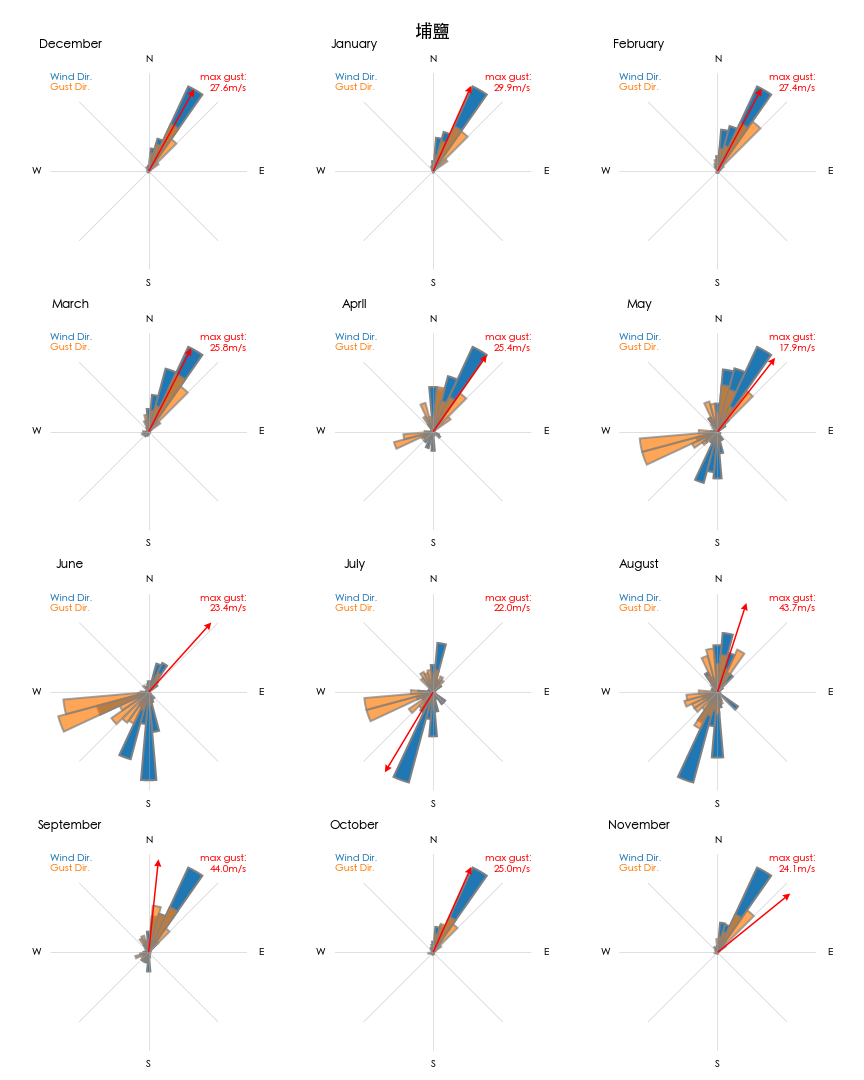 埔鹽
December
N
Wind Dir.
Gust Dir.
max gust:
27.6m/s
W
E
S
January
N
Wind Dir.
Gust Dir.
max gust:
29.9m/s
W
E
S
February
N
Wind Dir.
Gust Dir.
max gust:
27.4m/s
W
E
S
March
N
Wind Dir.
Gust Dir.
max gust:
25.8m/s
W
E
S
April
N
Wind Dir.
Gust Dir.
max gust:
25.4m/s
W
E
S
May
N
Wind Dir.
Gust Dir.
max gust:
17.9m/s
W
E
S
June
N
Wind Dir.
Gust Dir.
max gust:
23.4m/s
W
E
S
July
N
Wind Dir.
Gust Dir.
max gust:
22.0m/s
W
E
S
August
N
Wind Dir.
Gust Dir.
max gust:
43.7m/s
W
E
S
September
N
Wind Dir.
Gust Dir.
max gust:
44.0m/s
W
E
S
October
N
Wind Dir.
Gust Dir.
max gust:
25.0m/s
W
E
S
November
N
Wind Dir.
Gust Dir.
max gust:
24.1m/s
W
E
S